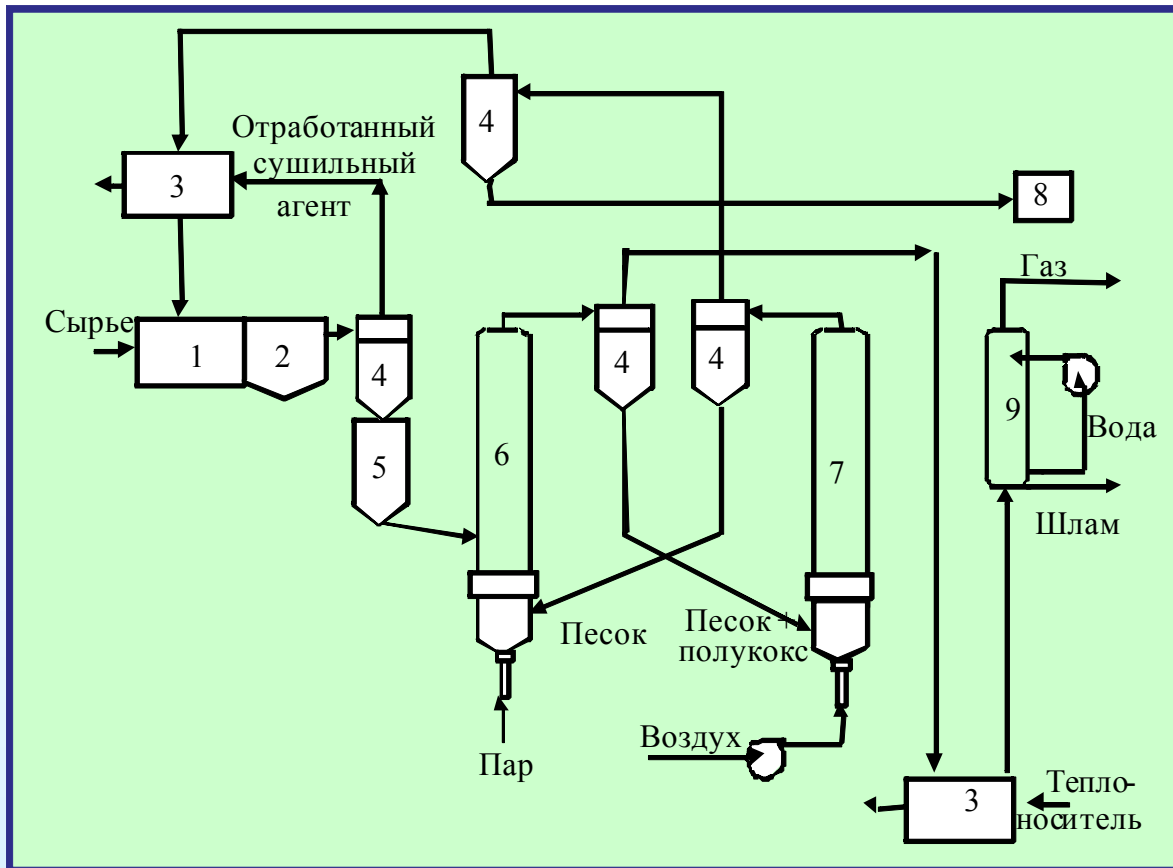 4
Отработанный
сушильный
агент
3
8
Газ
Сырье
1
2
4
4
4
9
Вода
5
6
7
Шлам
Песок
Песок +
полукокс
Воздух
Пар
3
Тепло-
носитель